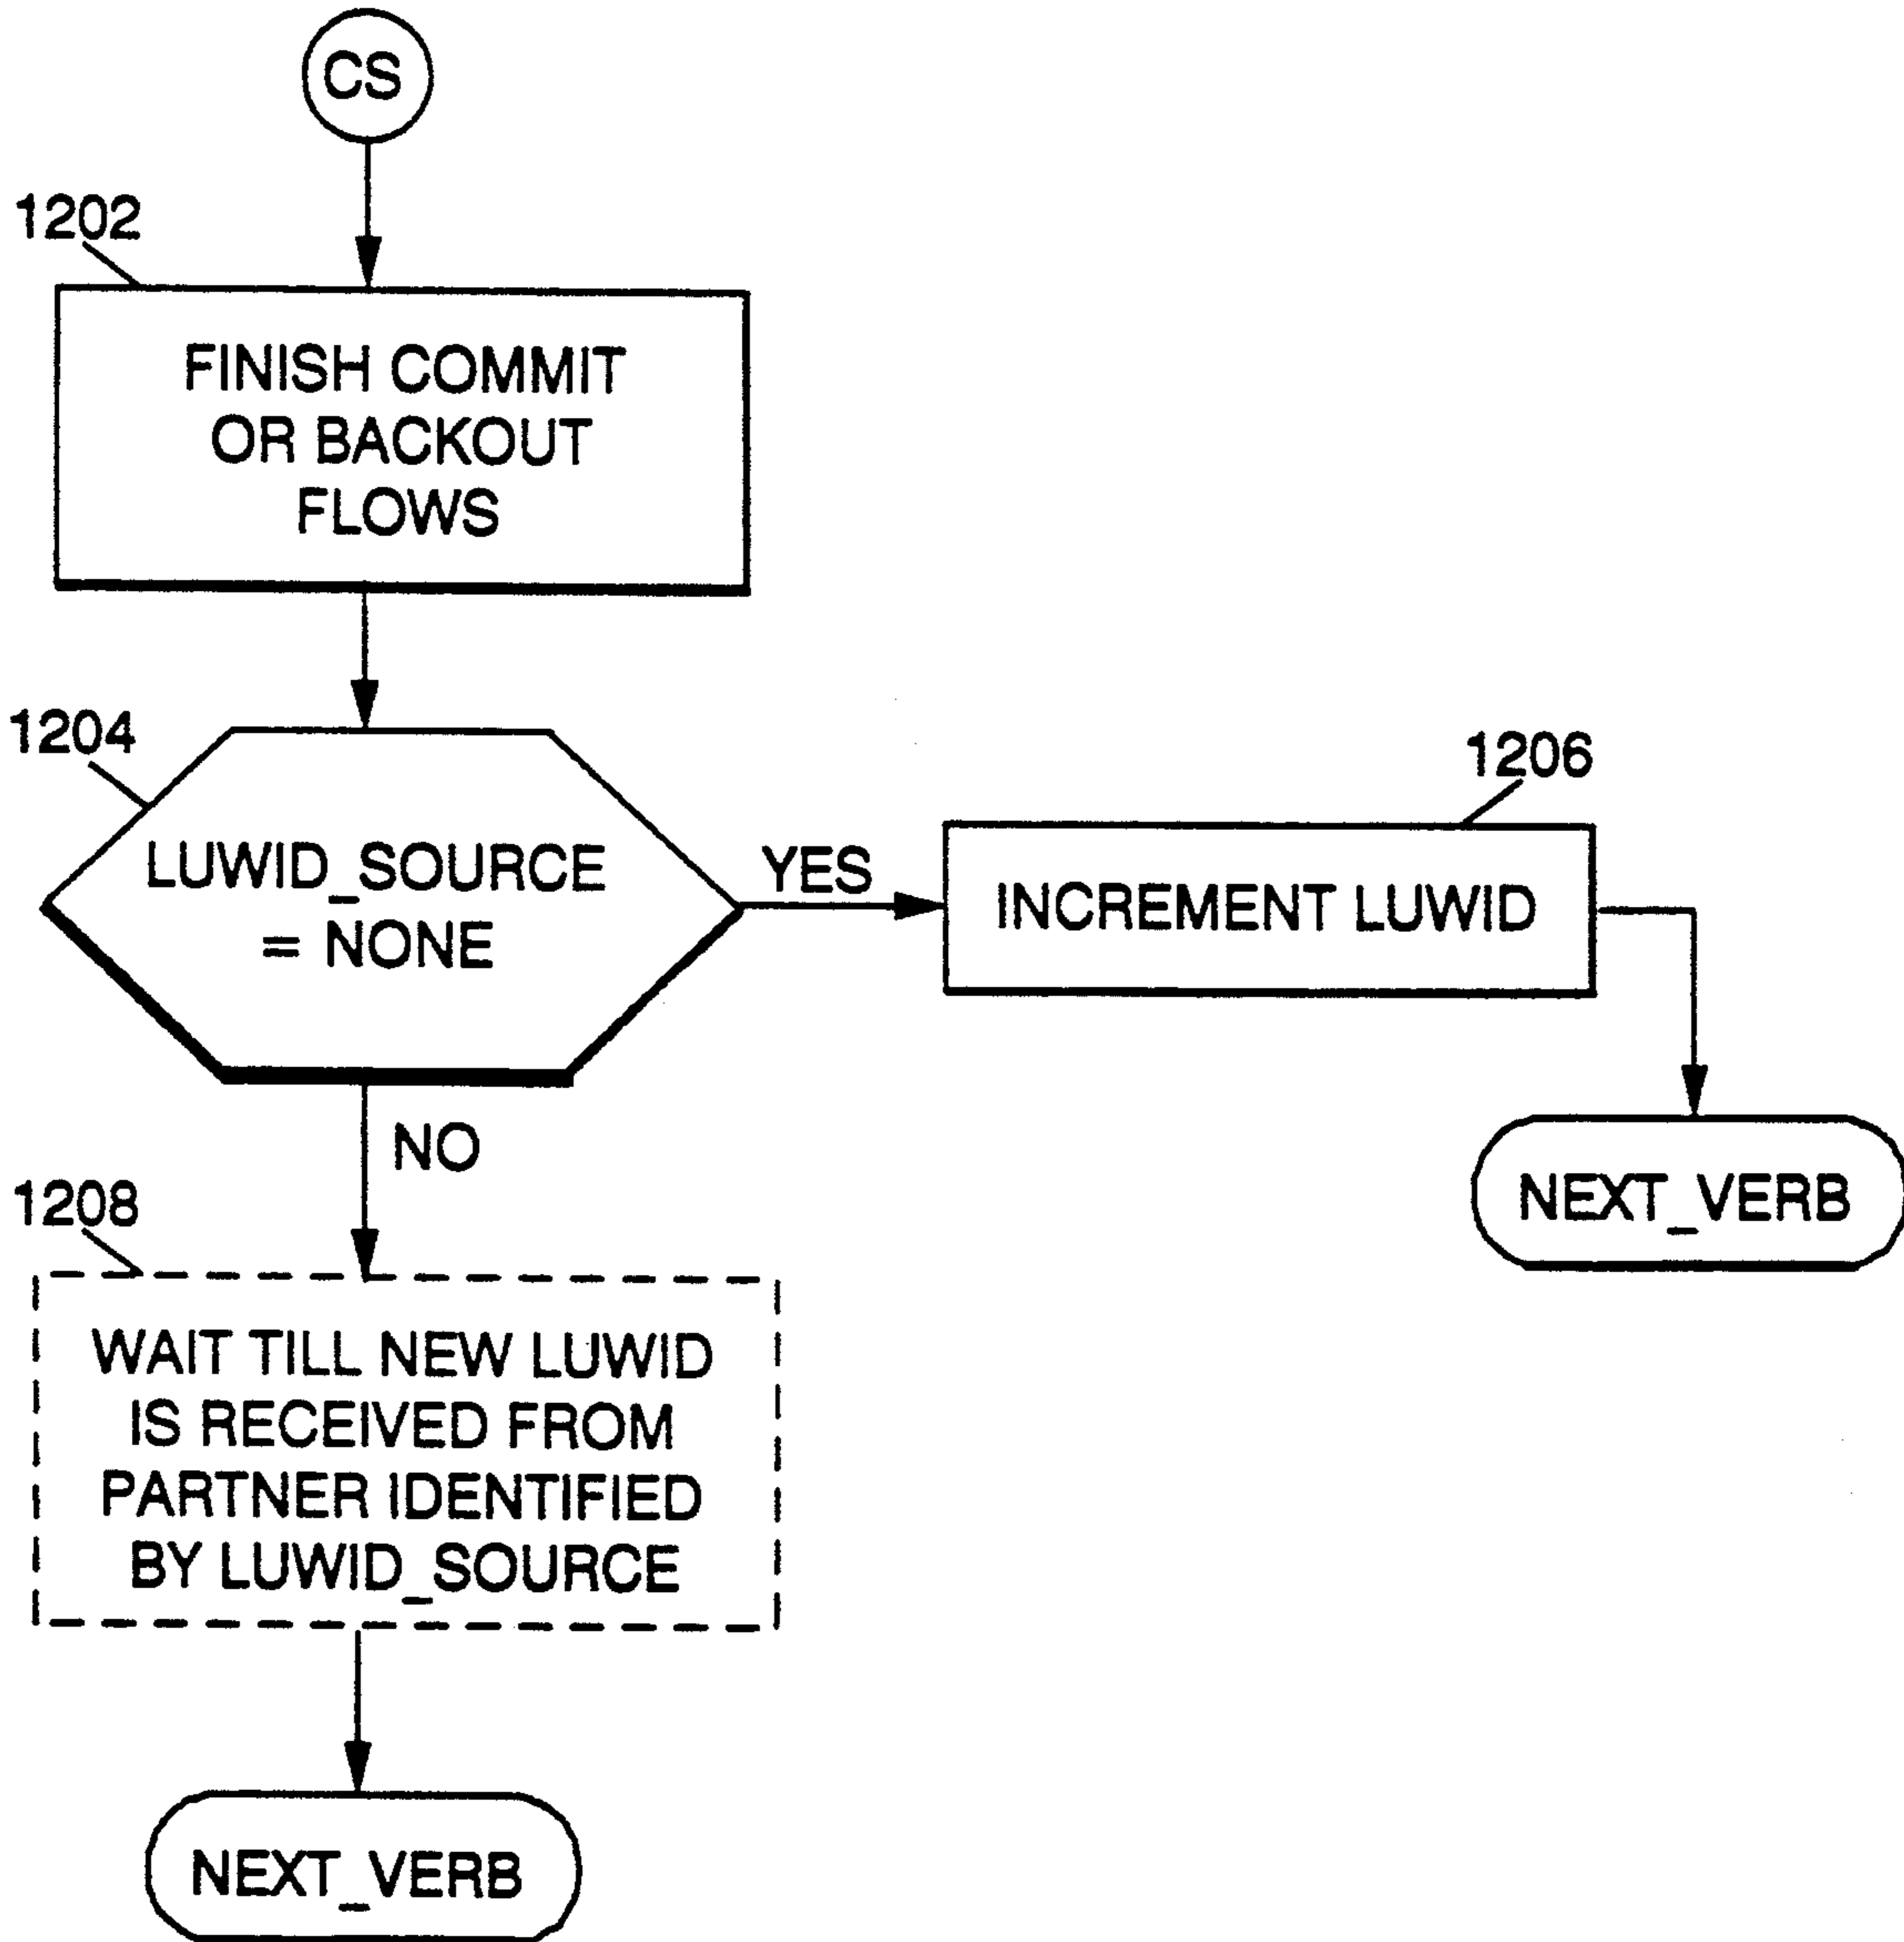 CS
1202
FINISH COMMIT
OR BACKOUT
FLOWS
1204
LUWID_SOURCE
= NONE
YES
1206
INCREMENT LUWID
NEXT_VERB
NO
1208
WAIT TILL NEW LUWID
IS RECEIVED FROM
PARTNER IDENTIFIED
BY LUWID_SOURCE
NEXT_VERB